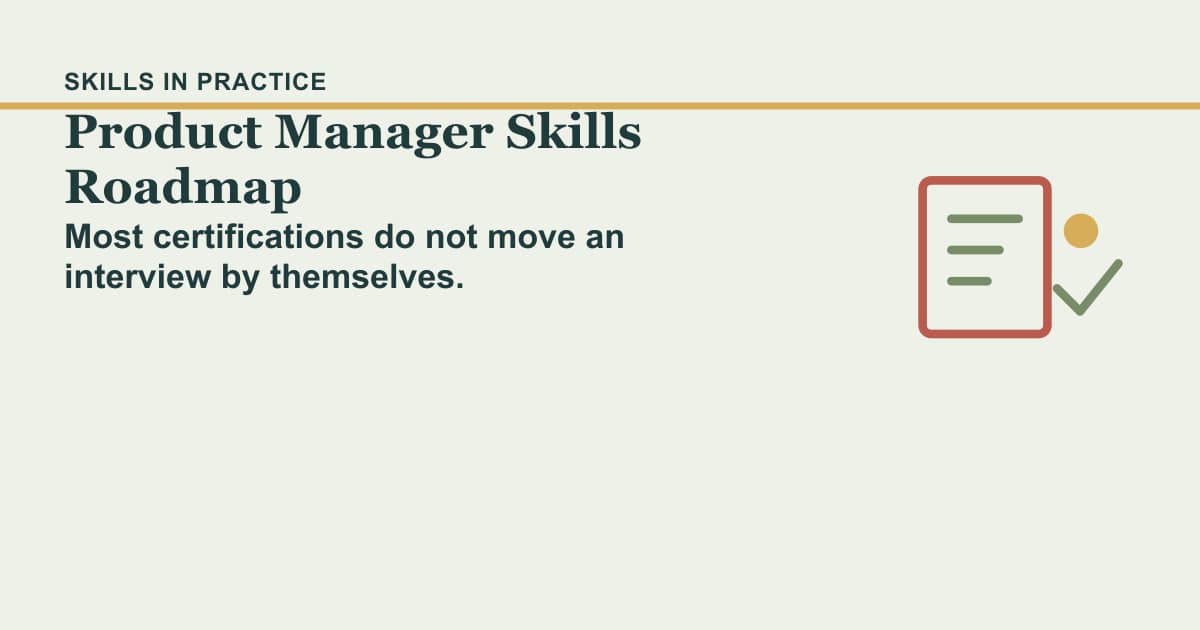 SKILLS IN PRACTICE
Product Manager Skills
Roadmap
Most certifications do not move an
interview by themselves.